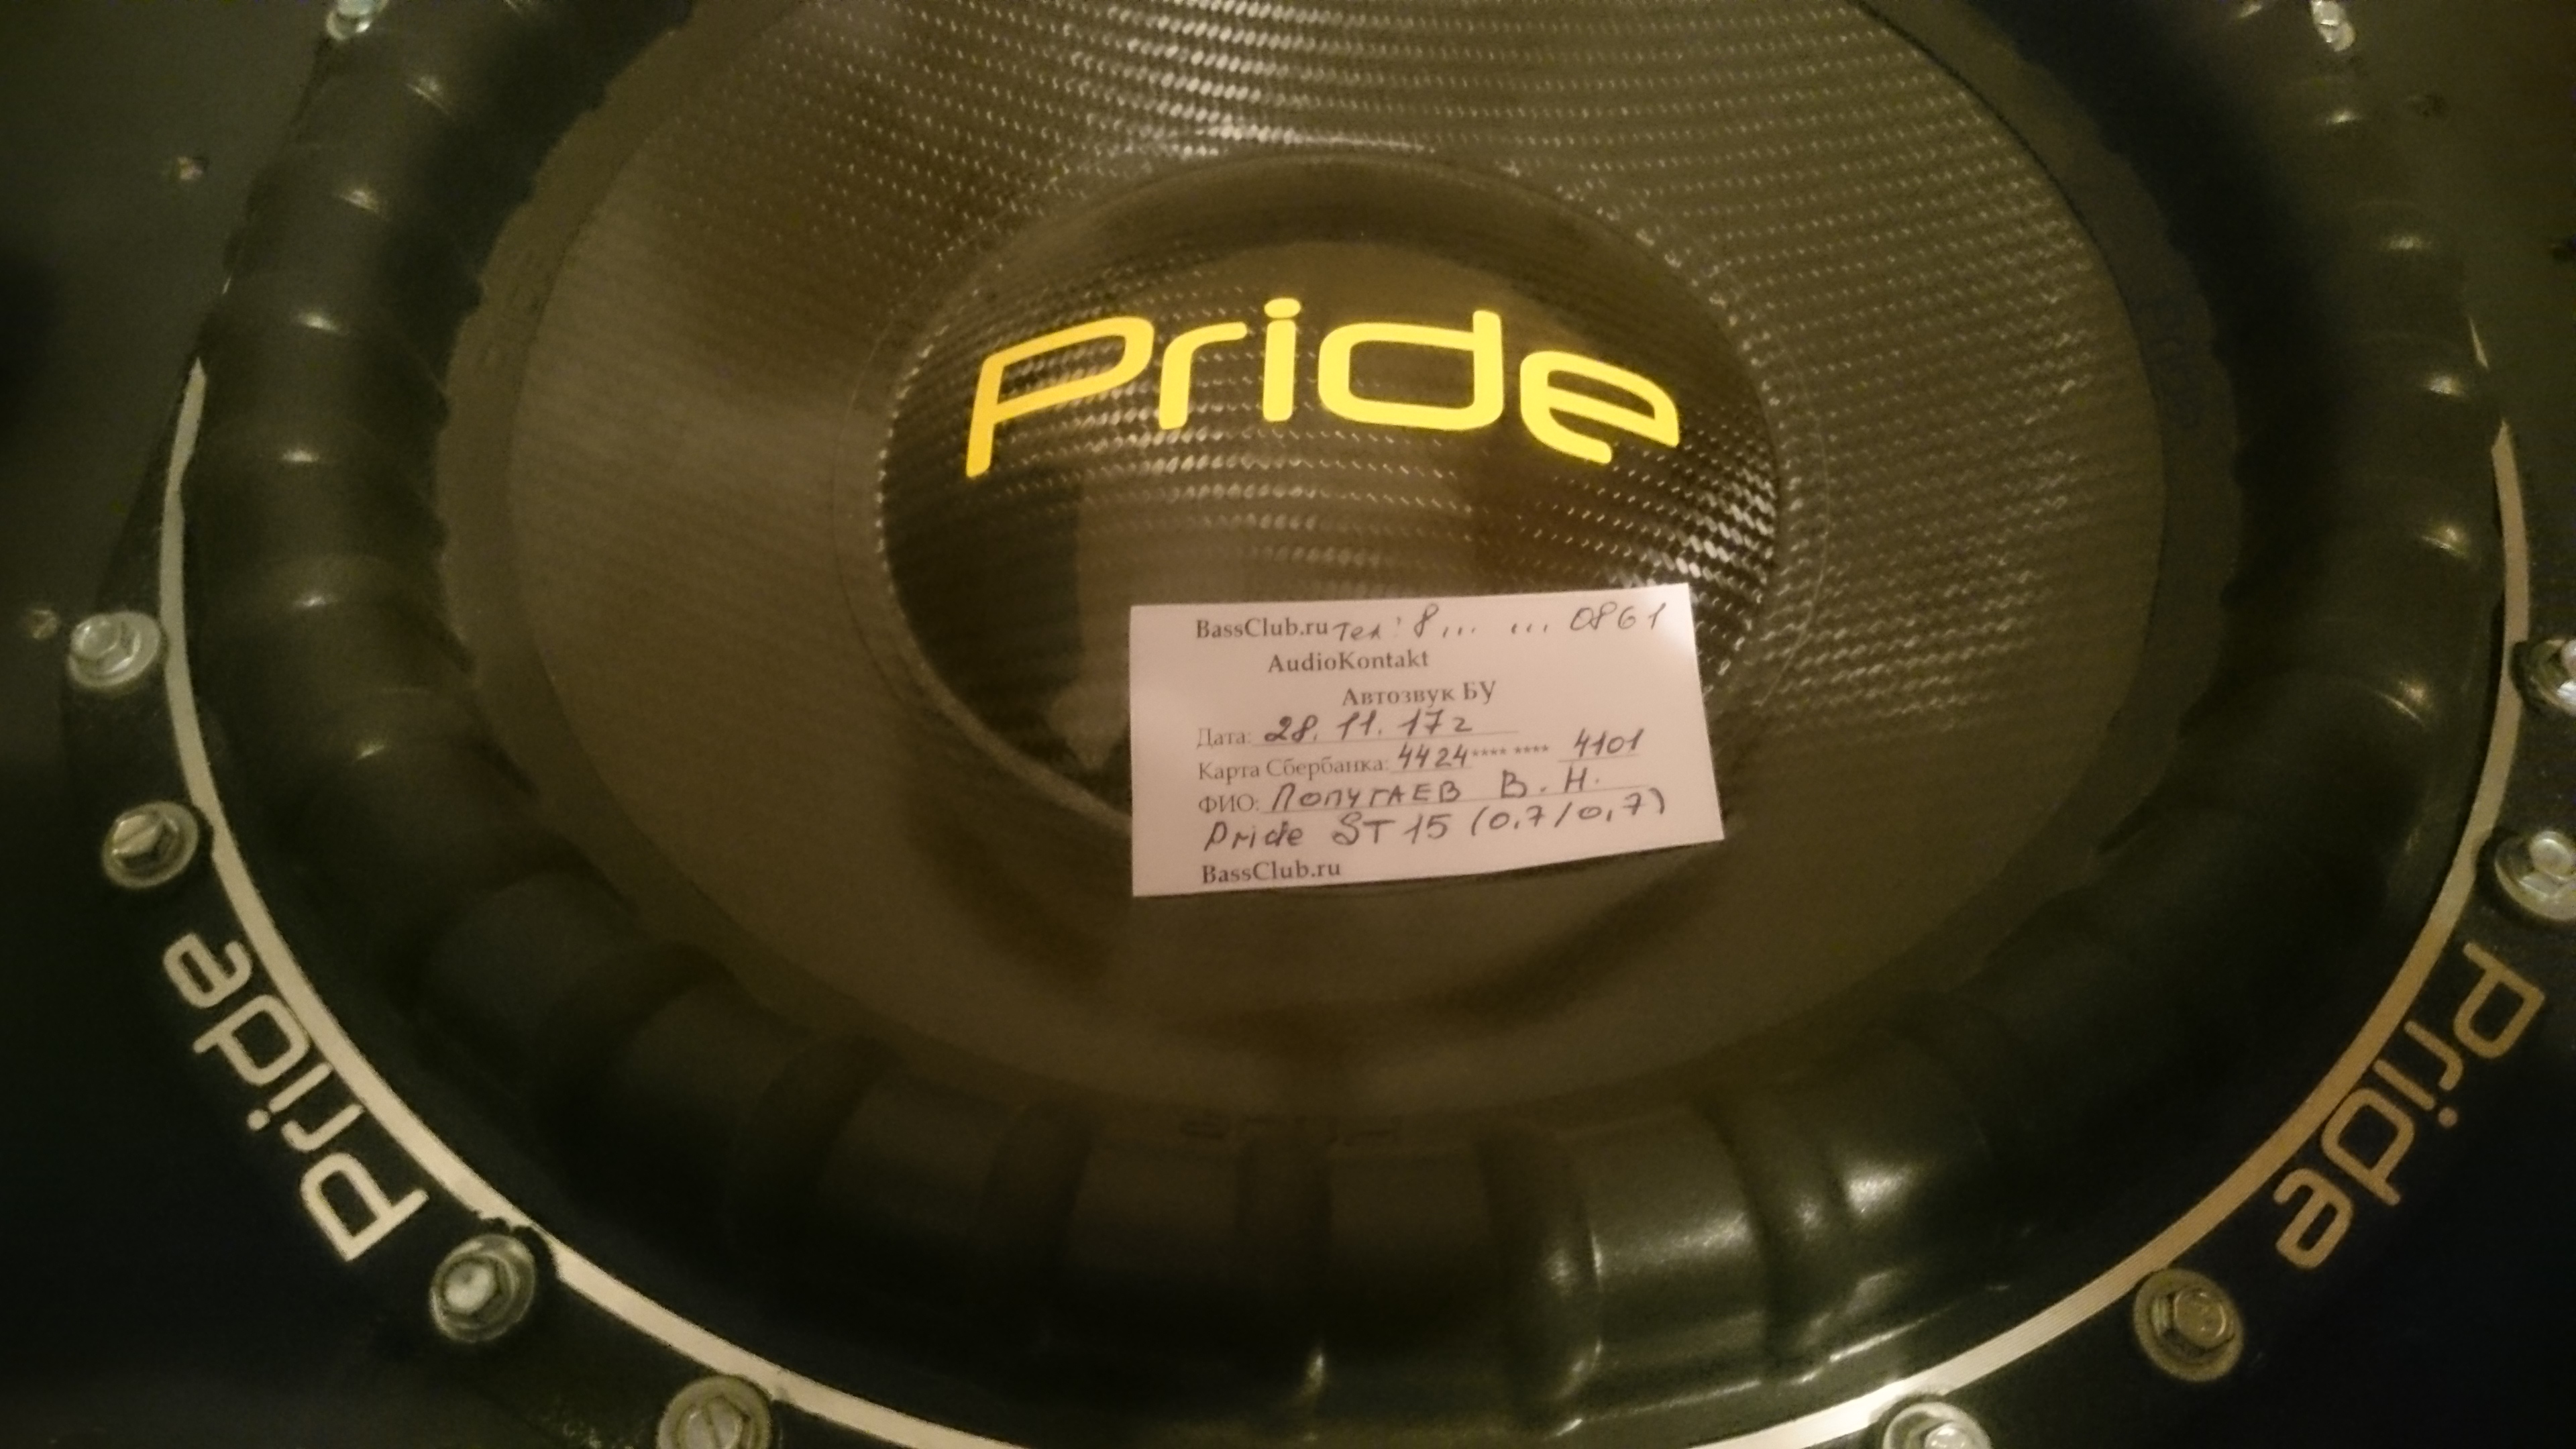 Pride
BassClub.ru Тел: 8... ... 0861
AudioKontakt
Автозвук БУ
Дата: 28.11.17г
Карта Сбербанка: 4424**** **** 4101
ФИО: Попугаев В. Н.
Pride ST 15 (0,7/0,7)
BassClub.ru
Pride
Pride